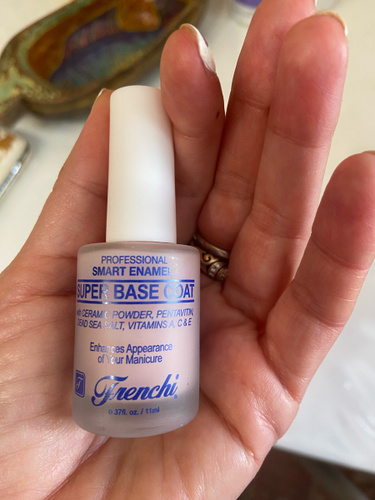 PROFESSIONAL
SMART ENAMEL
SUPER BASE COAT
CERAMIC POWDER, PENTAVITIN,
DEAD SEA SALT, VITAMINS A, C & E
Enhances Appearance
of Your Manicure
Frenchi
0.37fl. oz. / 11ml